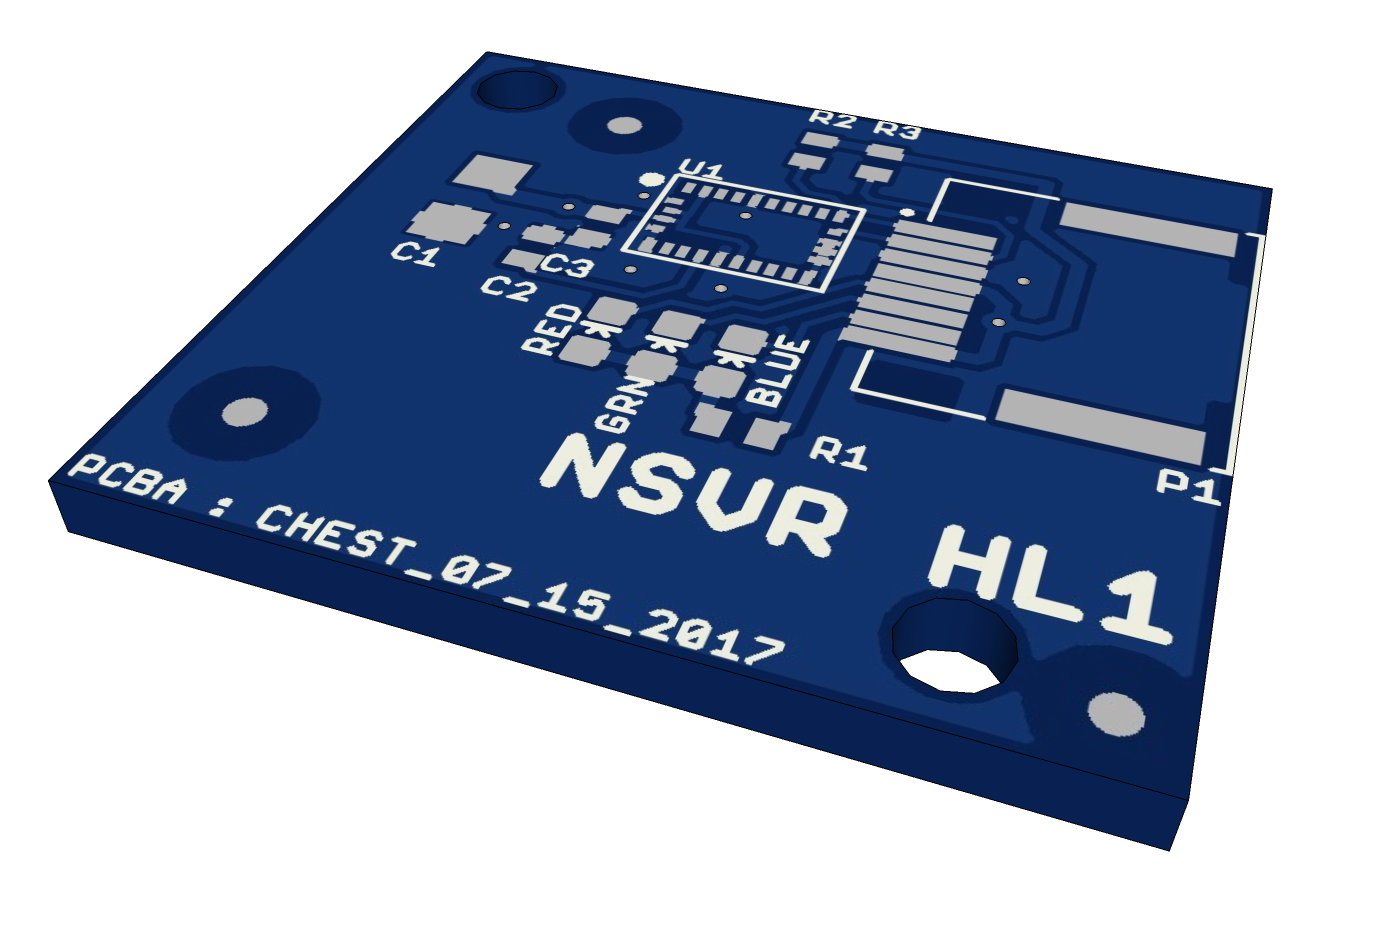 R2 R3
U1
C1
C3
C2
RED
BLUE
GRN
R1
P1
NSVR HL1
PCBA : CHEST_07_15_2017